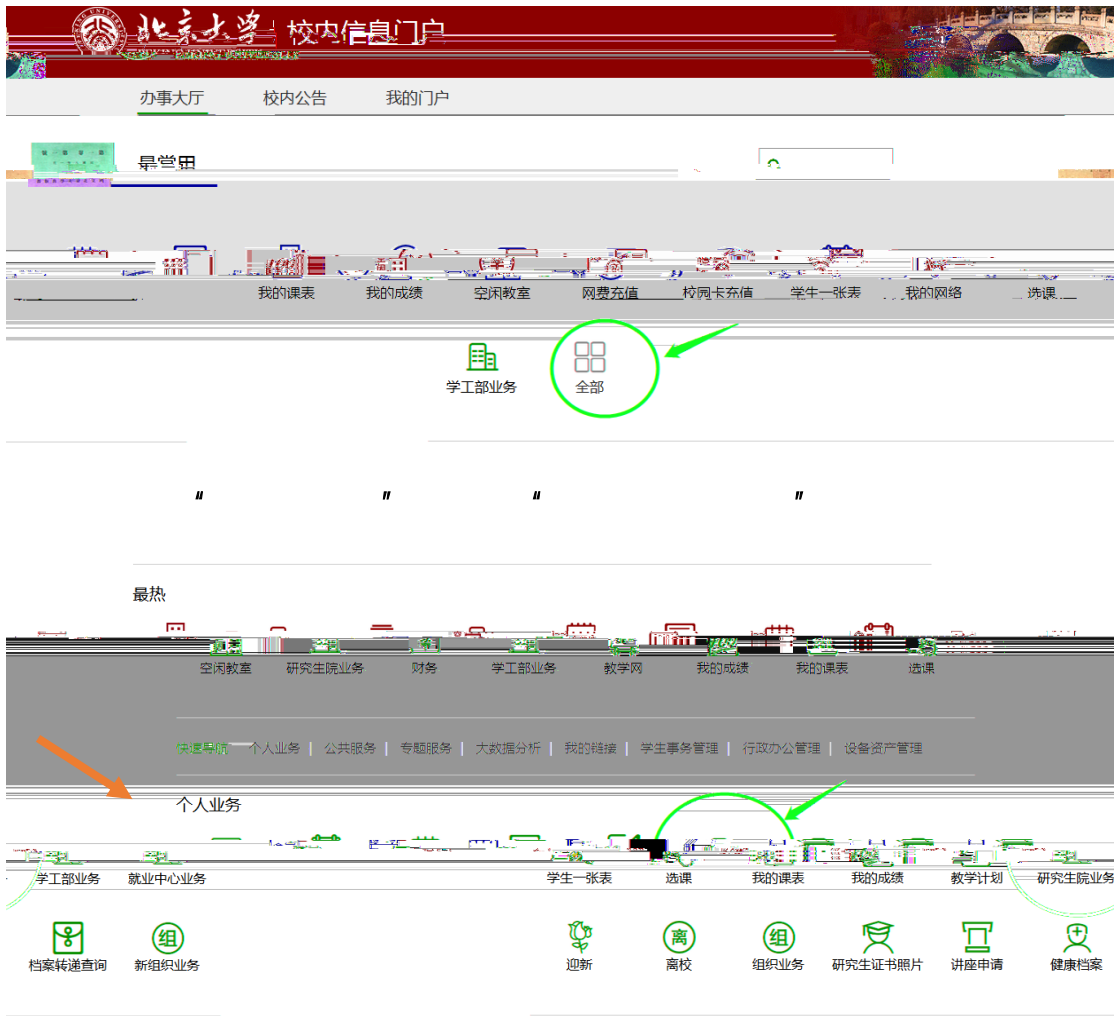 北京大学 校内信息门户
办事大厅 校内公告 我的门户
最常用
我的课表 我的成绩 空闲教室 网费充值 校园卡充值 学生一张表 我的网络 选课
学工部业务 全部
“ ” “ ”
最热
空闲教室 研究生院业务 财务 学工部业务 教学网 我的成绩 我的课表 选课
快速导航 个人业务 | 公共服务 | 专题服务 | 大数据分析 | 我的链接 | 学生事务管理 | 行政办公管理 | 设备资产管理
个人业务
学工部业务 就业中心业务 学生一张表 选课 我的课表 我的成绩 教学计划 研究生院业务
组 离 组
档案转递查询 新组织业务 迎新 离校 组织业务 研究生证书照片 讲座申请 健康档案